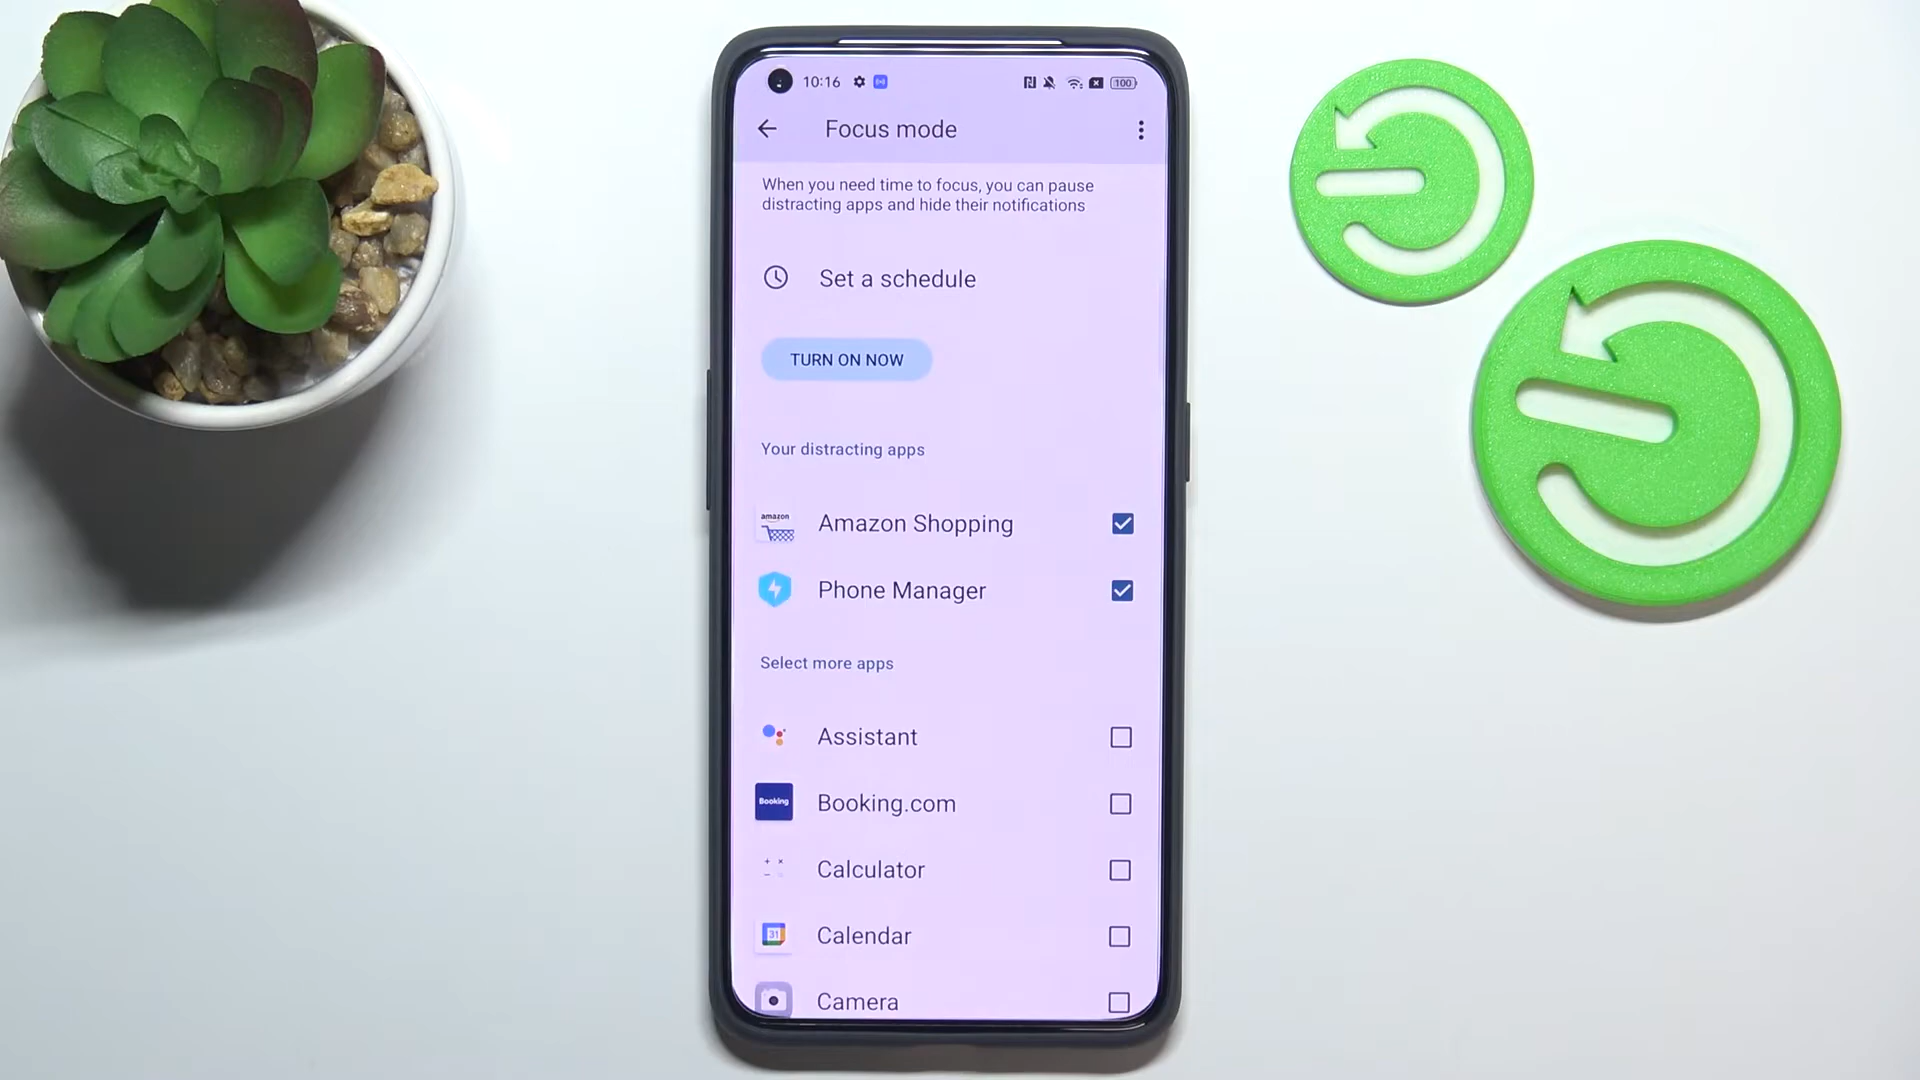 10:16
100
Focus mode
When you need time to focus, you can pause
distracting apps and hide their notifications
Set a schedule
TURN ON NOW
Your distracting apps
amazon
Amazon Shopping
Phone Manager
Select more apps
Assistant
Booking
Booking.com
Calculator
31
Calendar
Camera